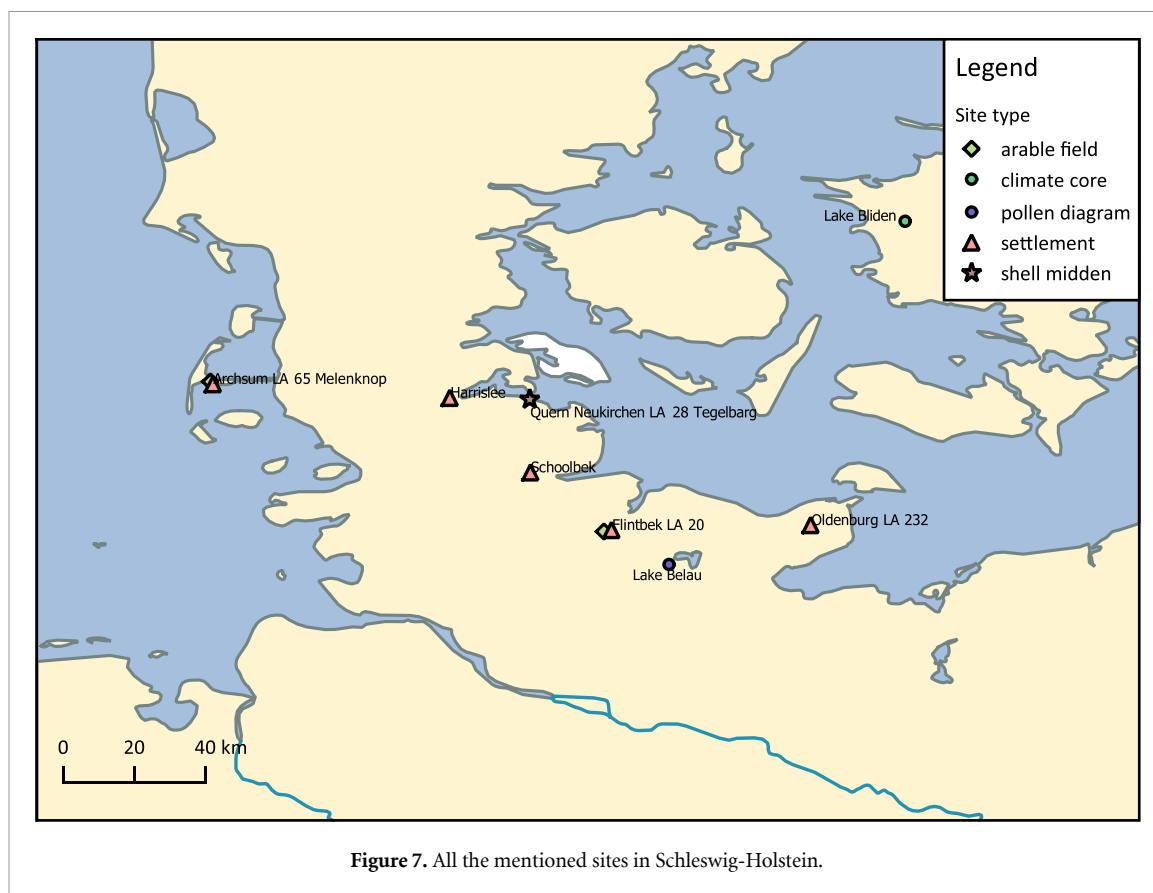 Legend
Site type
arable field
climate core
pollen diagram
settlement
shell midden
Lake Bliden
Archsum LA 65 Melenknop
Harrislee
Quern Neukirchen LA 28 Tegelbarg
Schoolbek
Flintbek LA 20
Oldenburg LA 232
Lake Belau
0 20 40 km
Figure 7. All the mentioned sites in Schleswig-Holstein.